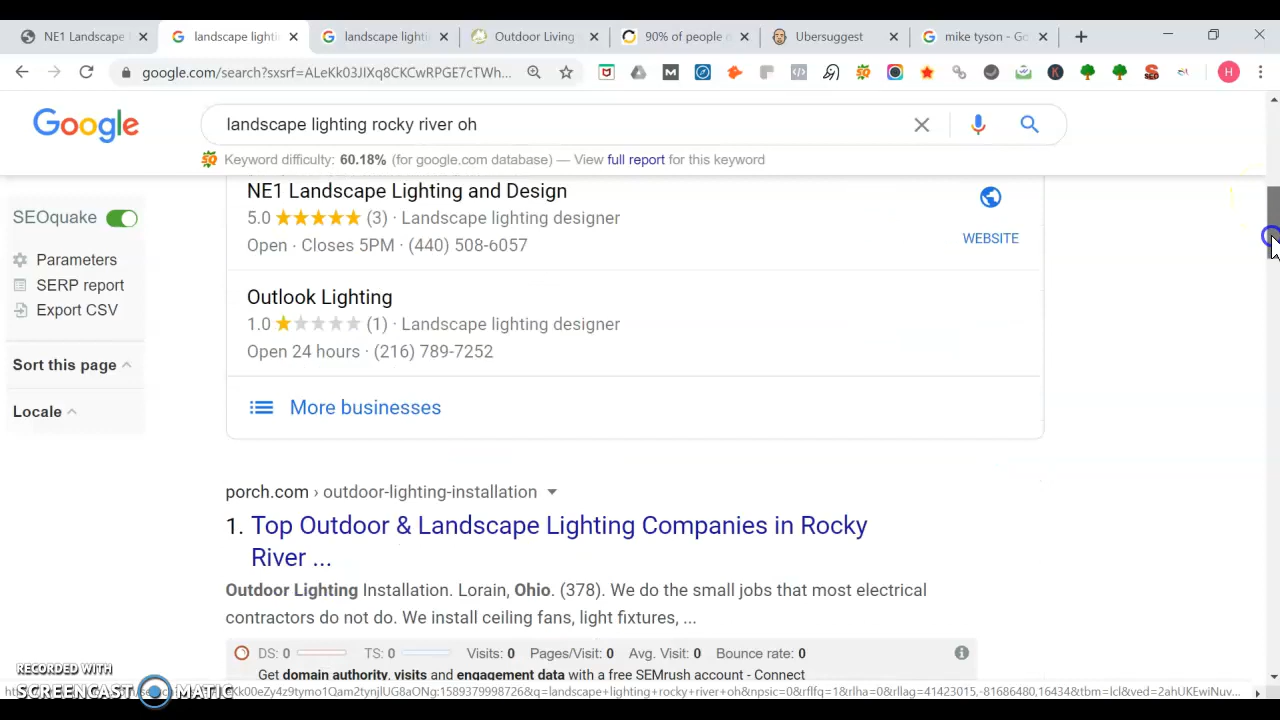 NE1 Landscape
landscape lighti
landscape lighti
Outdoor Living
90% of people
Ubersuggest
mike tyson - Go
google.com/search?sxsrf=ALeKk03JIXq8CKCwRPGE7cTWh...
H
Google
landscape lighting rocky river oh
Keyword difficulty: 60.18% (for google.com database) — View full report for this keyword
SEOquake
Parameters
SERP report
Export CSV
Sort this page
Locale
NE1 Landscape Lighting and Design
5.0 (3) · Landscape lighting designer
Open · Closes 5PM · (440) 508-6057
WEBSITE
Outlook Lighting
1.0 (1) · Landscape lighting designer
Open 24 hours · (216) 789-7252
More businesses
porch.com › outdoor-lighting-installation
1. Top Outdoor & Landscape Lighting Companies in Rocky
River ...
Outdoor Lighting Installation. Lorain, Ohio. (378). We do the small jobs that most electrical
contractors do not do. We install ceiling fans, light fixtures, ...
DS: 0 TS: 0 Visits: 0 Pages/Visit: 0 Avg. Visit: 0 Bounce rate: 0
Get domain authority, visits and engagement data with a free SEMrush account - Connect
RECORDED WITH
SCREENCAST MATIC